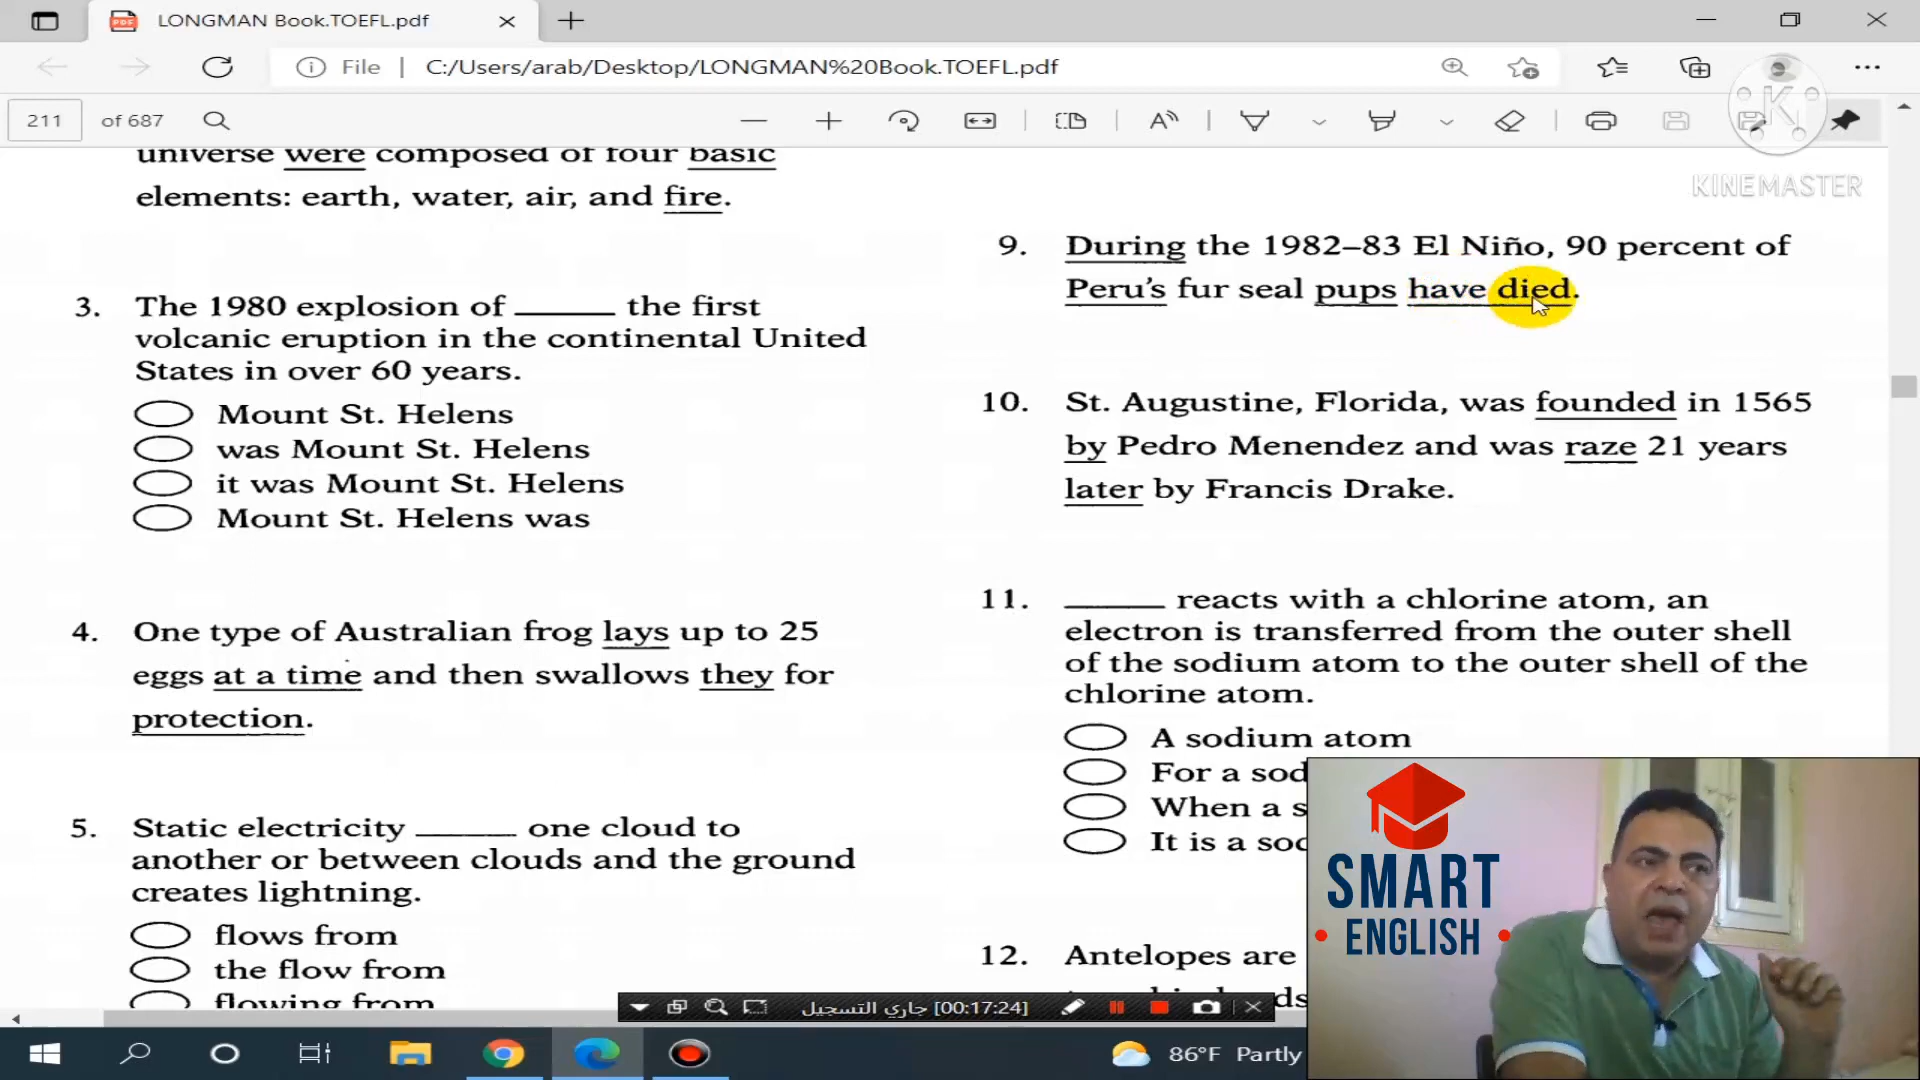 LONGMAN Book.TOEFL.pdf
File
C:/Users/arab/Desktop/LONGMAN%20Book.TOEFL.pdf
211 of 687
KINEMASTER
universe were composed of four basic
elements: earth, water, air, and fire.
3. The 1980 explosion of ______ the first
volcanic eruption in the continental United
States in over 60 years.
Mount St. Helens
was Mount St. Helens
it was Mount St. Helens
Mount St. Helens was
4. One type of Australian frog lays up to 25
eggs at a time and then swallows they for
protection.
5. Static electricity ______ one cloud to
another or between clouds and the ground
creates lightning.
flows from
the flow from
flowing from
9. During the 1982–83 El Niño, 90 percent of
Peru's fur seal pups have died.
10. St. Augustine, Florida, was founded in 1565
by Pedro Menendez and was raze 21 years
later by Francis Drake.
11. ______ reacts with a chlorine atom, an
electron is transferred from the outer shell
of the sodium atom to the outer shell of the
chlorine atom.
A sodium atom
For a sod
When a s
It is a soc
12. Antelopes are
SMART
ENGLISH
جاري التسجيل [00:17:24]
86°F Partly